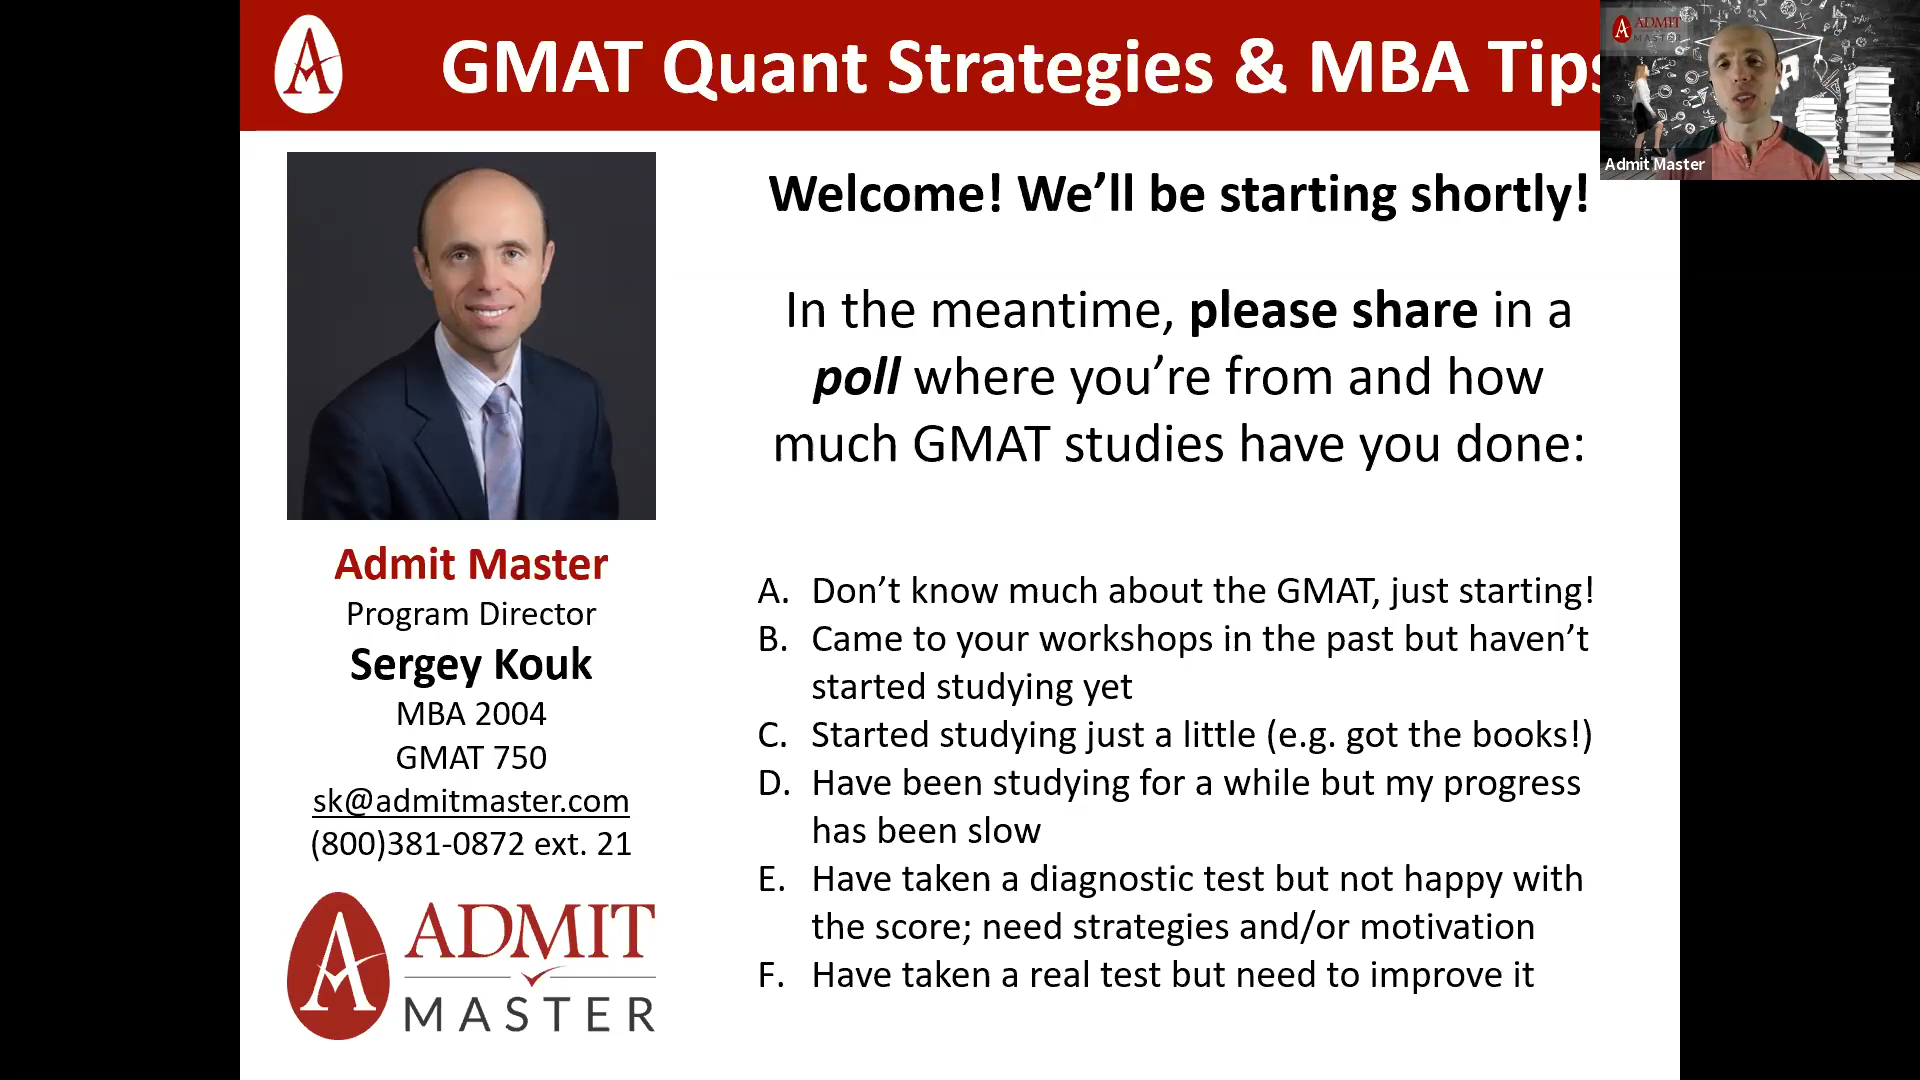 GMAT Quant Strategies & MBA Tips
ADMIT
MASTER
Admit Master
Welcome! We’ll be starting shortly!
In the meantime, please share in a
poll where you’re from and how
much GMAT studies have you done:
Admit Master
Program Director
Sergey Kouk
MBA 2004
GMAT 750
sk@admitmaster.com
(800)381-0872 ext. 21
ADMIT
MASTER
A. Don’t know much about the GMAT, just starting!
B. Came to your workshops in the past but haven’t
started studying yet
C. Started studying just a little (e.g. got the books!)
D. Have been studying for a while but my progress
has been slow
E. Have taken a diagnostic test but not happy with
the score; need strategies and/or motivation
F. Have taken a real test but need to improve it